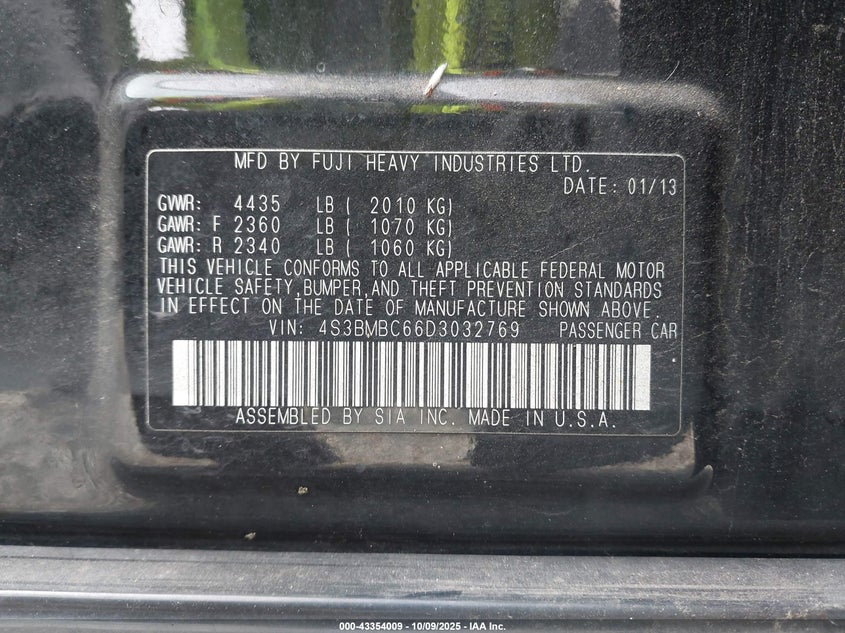 MFD BY FUJI HEAVY INDUSTRIES LTD.
DATE: 01/13
GVWR: 4435 LB ( 2010 KG)
GAWR: F 2360 LB ( 1070 KG)
GAWR: R 2340 LB ( 1060 KG)
THIS VEHICLE CONFORMS TO ALL APPLICABLE FEDERAL MOTOR
VEHICLE SAFETY, BUMPER, AND THEFT PREVENTION STANDARDS
IN EFFECT ON THE DATE OF MANUFACTURE SHOWN ABOVE.
VIN: 4S3BMBC66D3032769 PASSENGER CAR
ASSEMBLED BY SIA INC. MADE IN U.S.A.
000-43354009 - 10/09/2025 - IAA Inc.